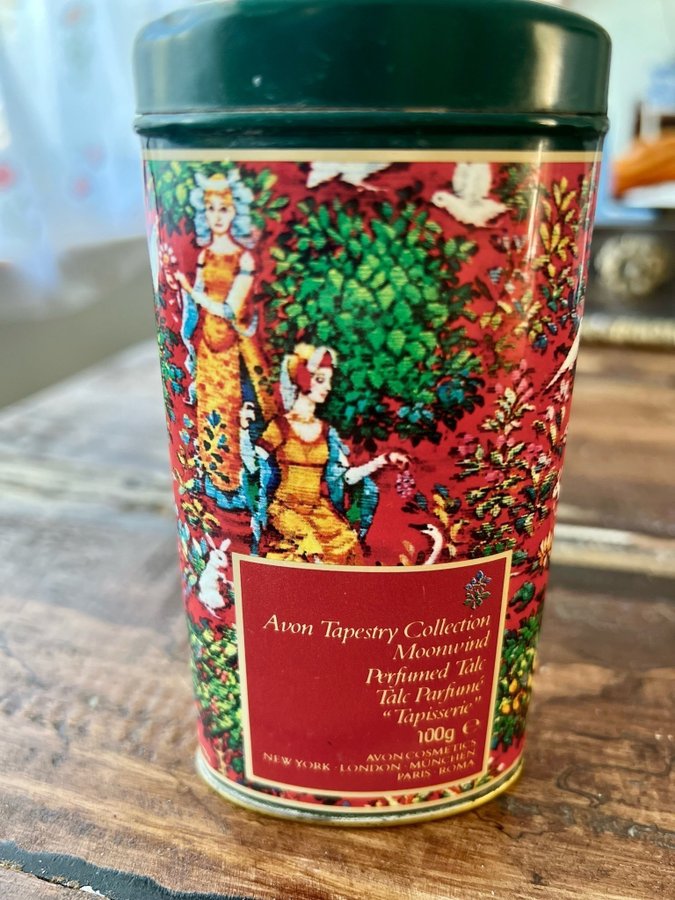 Avon Tapestry Collection
Moonwind
Perfumed Talc
Talc Parfumé
"Tapisserie"
100g ℮
AVON COSMETICS
NEW YORK · LONDON · MÜNCHEN
PARIS · ROMA